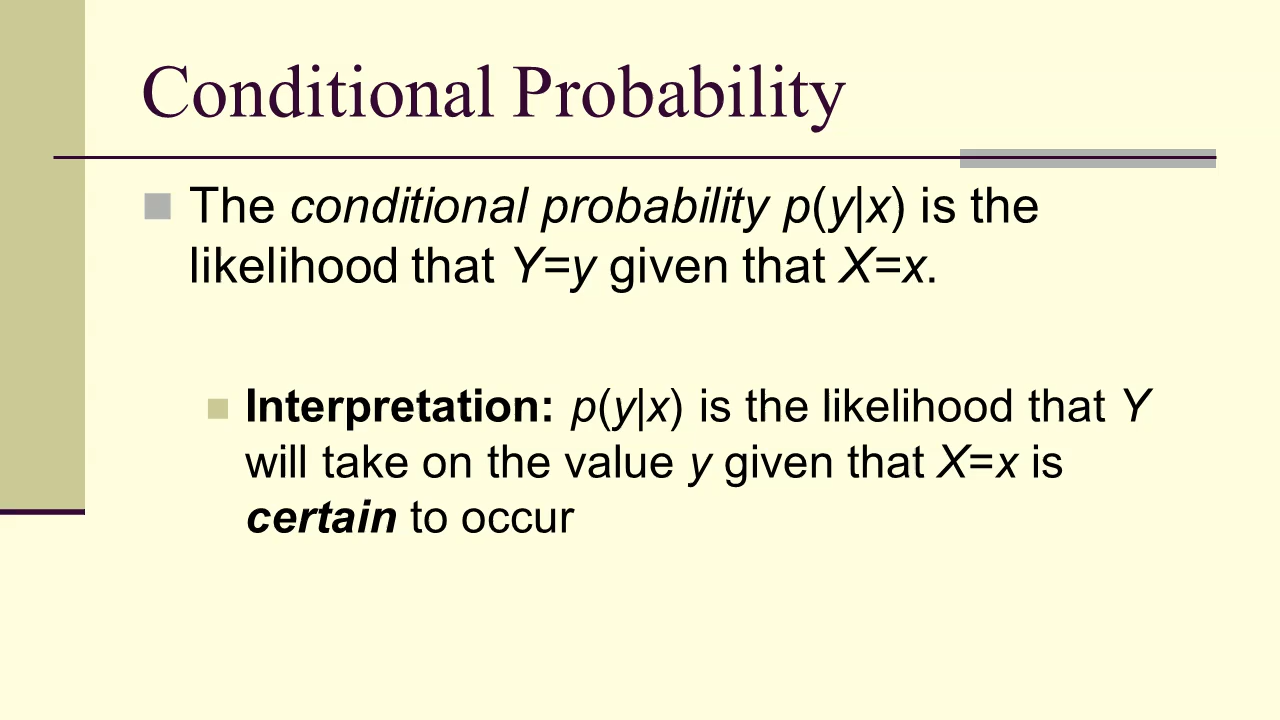 Conditional Probability
The conditional probability p(y|x) is the
likelihood that Y=y given that X=x.
Interpretation: p(y|x) is the likelihood that Y
will take on the value y given that X=x is
certain to occur